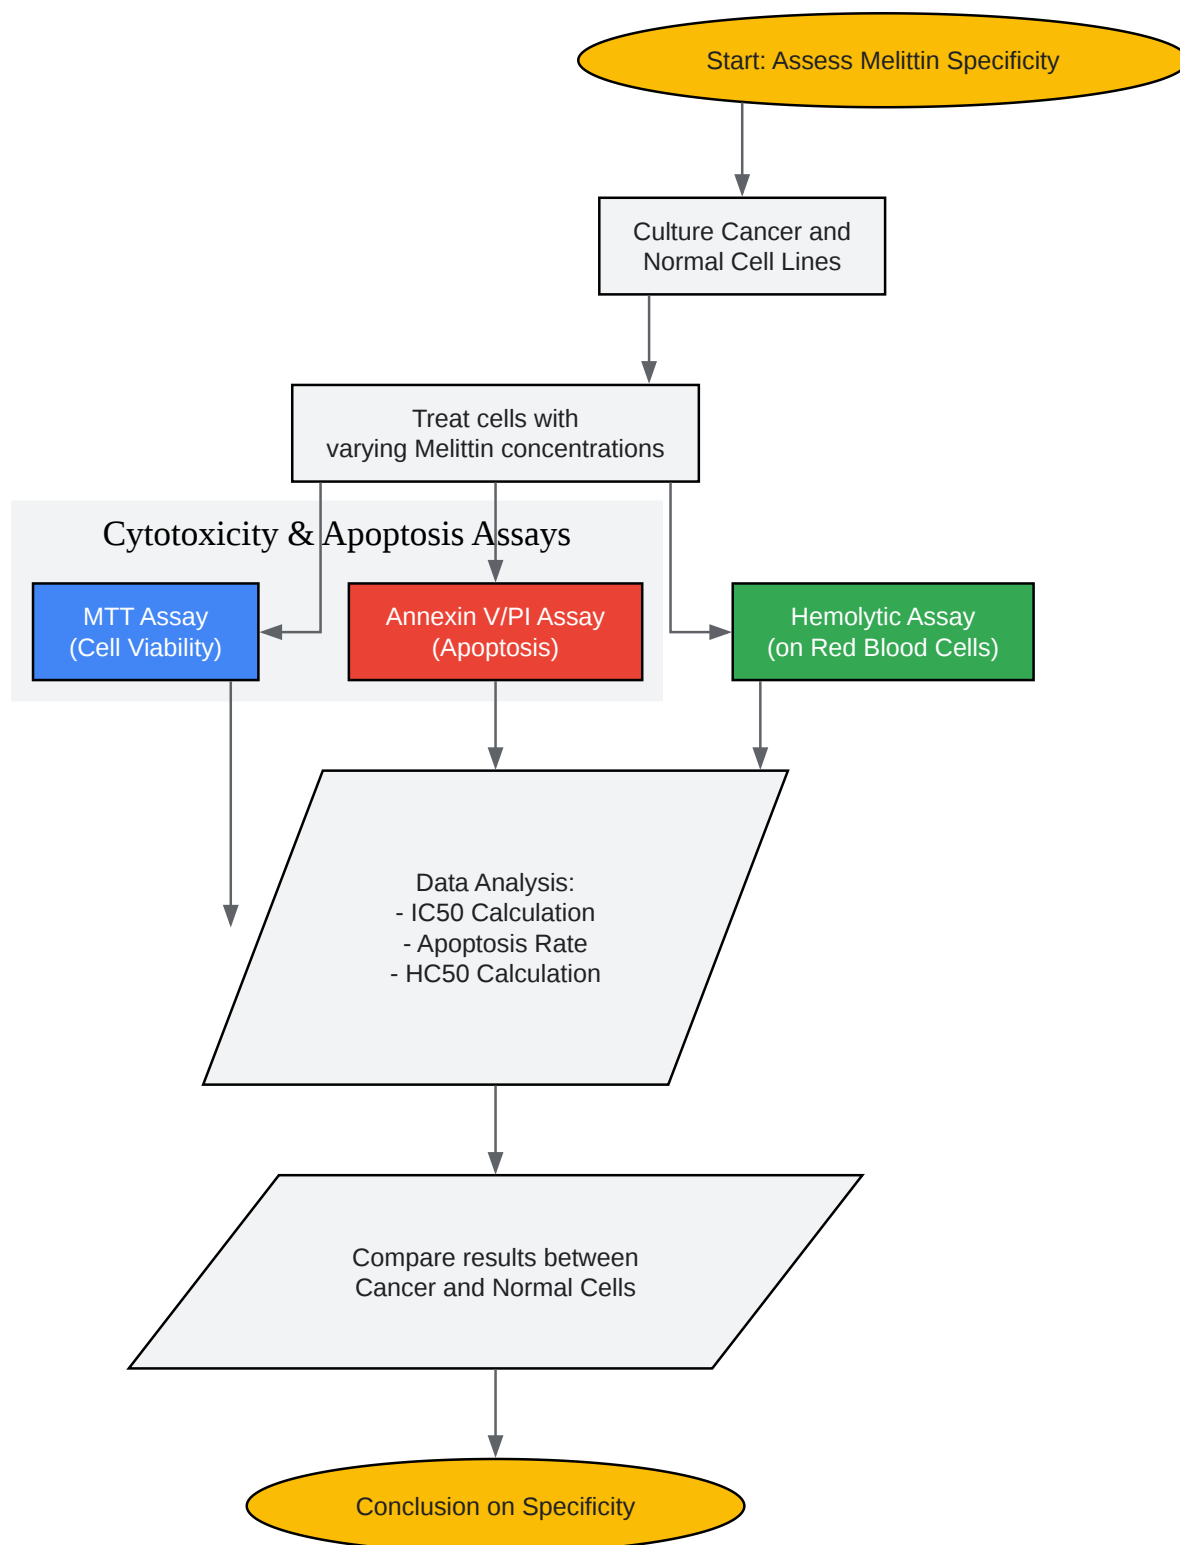 Start: Assess Melittin Specificity
Culture Cancer and
Normal Cell Lines
Treat cells with
varying Melittin concentrations
Cytotoxicity & Apoptosis Assays
MTT Assay
(Cell Viability)
Annexin V/PI Assay
(Apoptosis)
Hemolytic Assay
(on Red Blood Cells)
Data Analysis:
- IC50 Calculation
- Apoptosis Rate
- HC50 Calculation
Compare results between
Cancer and Normal Cells
Conclusion on Specificity